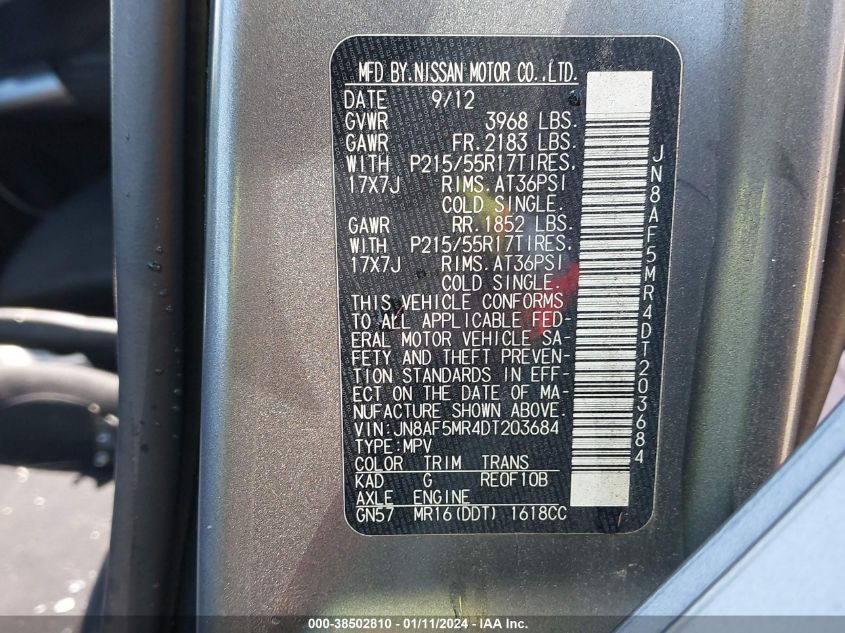 MFD BY.NISSAN MOTOR CO.,LTD.
DATE 9/12
GVWR 3968 LBS.
GAWR FR.2183 LBS.
WITH P215/55R17TIRES.
17X7J RIMS.AT36PSI
COLD SINGLE.
GAWR RR.1852 LBS.
WITH P215/55R17TIRES.
17X7J RIMS.AT36PSI
COLD SINGLE.
THIS VEHICLE CONFORMS
TO ALL APPLICABLE FED-
ERAL MOTOR VEHICLE SA-
FETY AND THEFT PREVEN-
TION STANDARDS IN EFF-
ECT ON THE DATE OF MA-
NUFACTURE SHOWN ABOVE.
VIN:JN8AF5MR4DT203684
TYPE:MPV
COLOR TRIM TRANS
KAD G RE0F10B
AXLE ENGINE
GN57 MR16(DDT) 1618CC
JN8AF5MR4DT203684
000-38502810 - 01/11/2024 - IAA Inc.